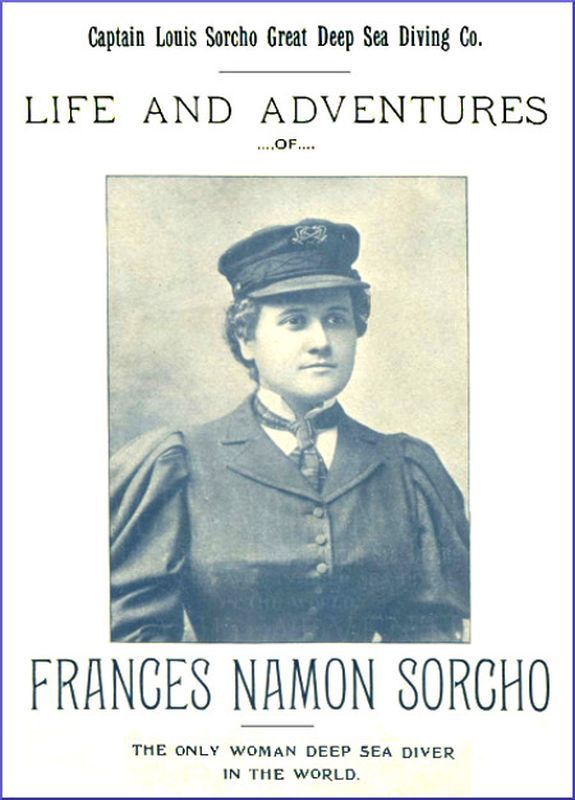 Captain Louis Sorcho Great Deep Sea Diving Co.
LIFE AND ADVENTURES
....OF....
FRANCES NAMON SORCHO
THE ONLY WOMAN DEEP SEA DIVER
IN THE WORLD.